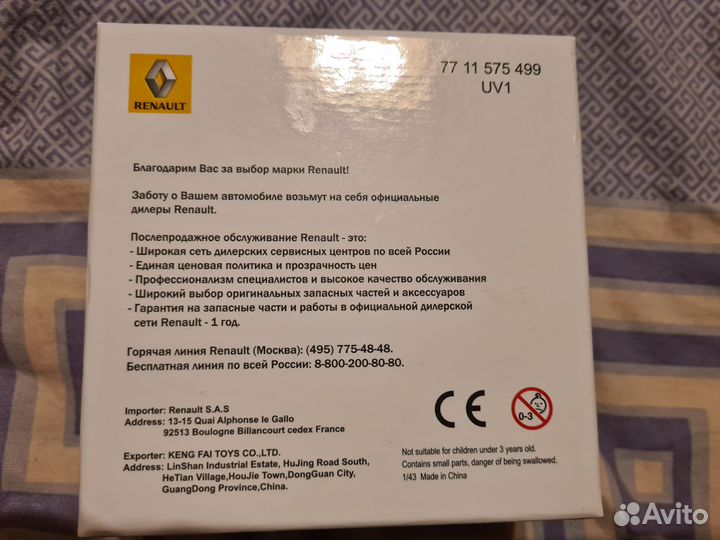 RENAULT
77 11 575 499
UV1
Благодарим Вас за выбор марки Renault!
Заботу о Вашем автомобиле возьмут на себя официальные
дилеры Renault.
Послепродажное обслуживание Renault - это:
- Широкая сеть дилерских сервисных центров по всей России
- Единая ценовая политика и прозрачность цен
- Профессионализм специалистов и высокое качество обслуживания
- Широкий выбор оригинальных запасных частей и аксессуаров
- Гарантия на запасные части и работы в официальной дилерской
сети Renault - 1 год.
Горячая линия Renault (Москва): (495) 775-48-48.
Бесплатная линия по всей России: 8-800-200-80-80.
Importer: Renault S.A.S
Address: 13-15 Quai Alphonse le Gallo
92513 Boulogne Billancourt cedex France
Exporter: KENG FAI TOYS CO.,LTD.
Address: LinShan Industrial Estate, HuJing Road South,
HeTian Village,HouJie Town,DongGuan City,
GuangDong Province,China.
CE
0-3
Not suitable for children under 3 years old.
Contains small parts, danger of being swallowed.
1/43 Made in China
Avito